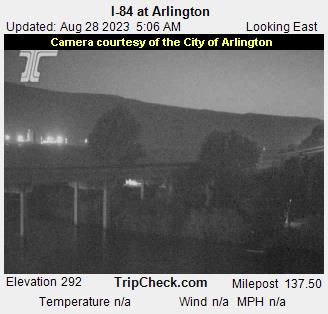 I-84 at Arlington
Updated: Aug 28 2023 5:06 AM Looking East
Camera courtesy of the City of Arlington
Elevation 292 TripCheck.com Milepost 137.50
Temperature n/a Wind n/a MPH n/a